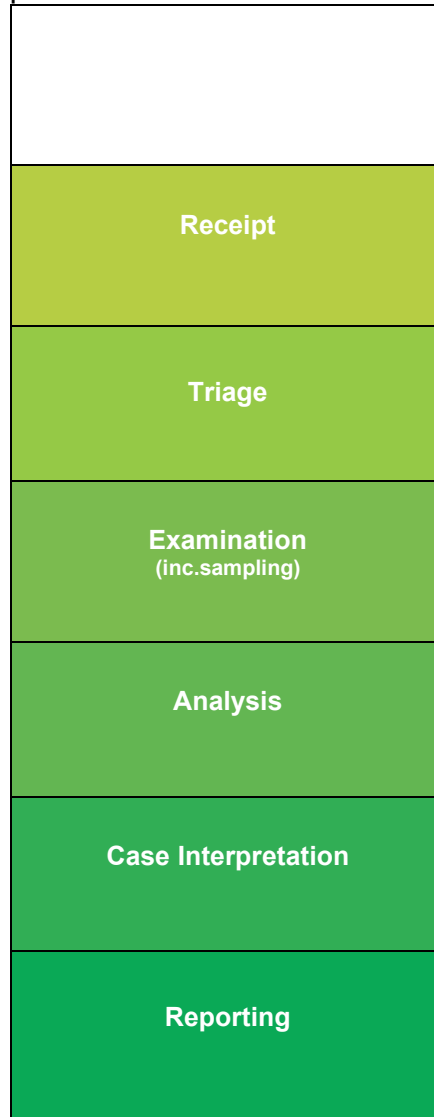 Receipt
Triage
Examination
(inc.sampling)
Analysis
Case Interpretation
Reporting